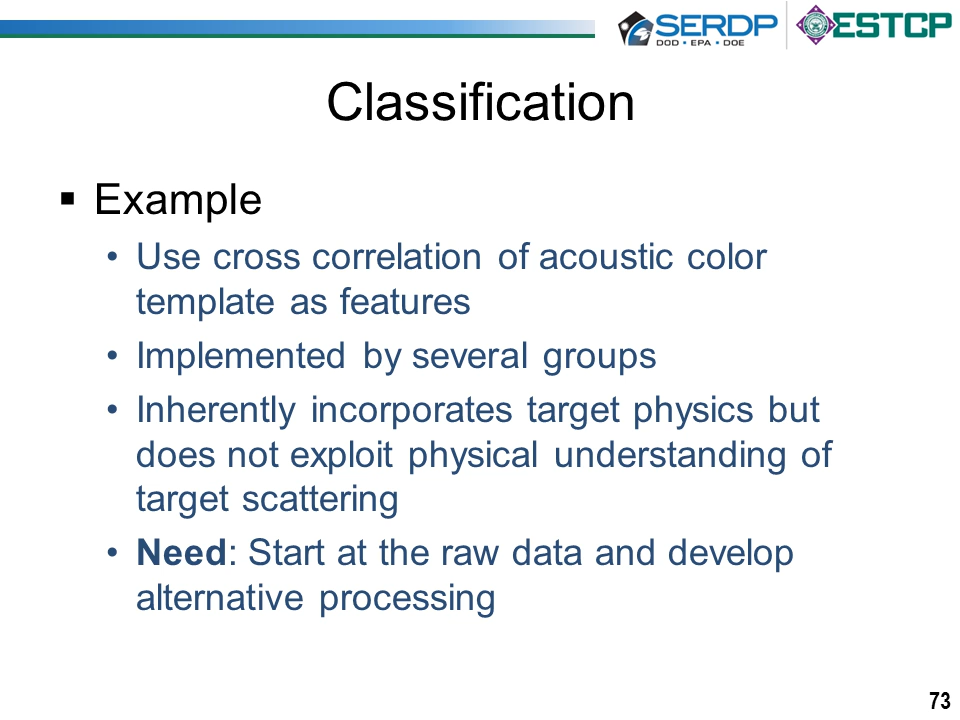 SERDP
DOD • EPA • DOE
ESTCP
Classification
▪ Example
• Use cross correlation of acoustic color
template as features
• Implemented by several groups
• Inherently incorporates target physics but
does not exploit physical understanding of
target scattering
• Need: Start at the raw data and develop
alternative processing
73